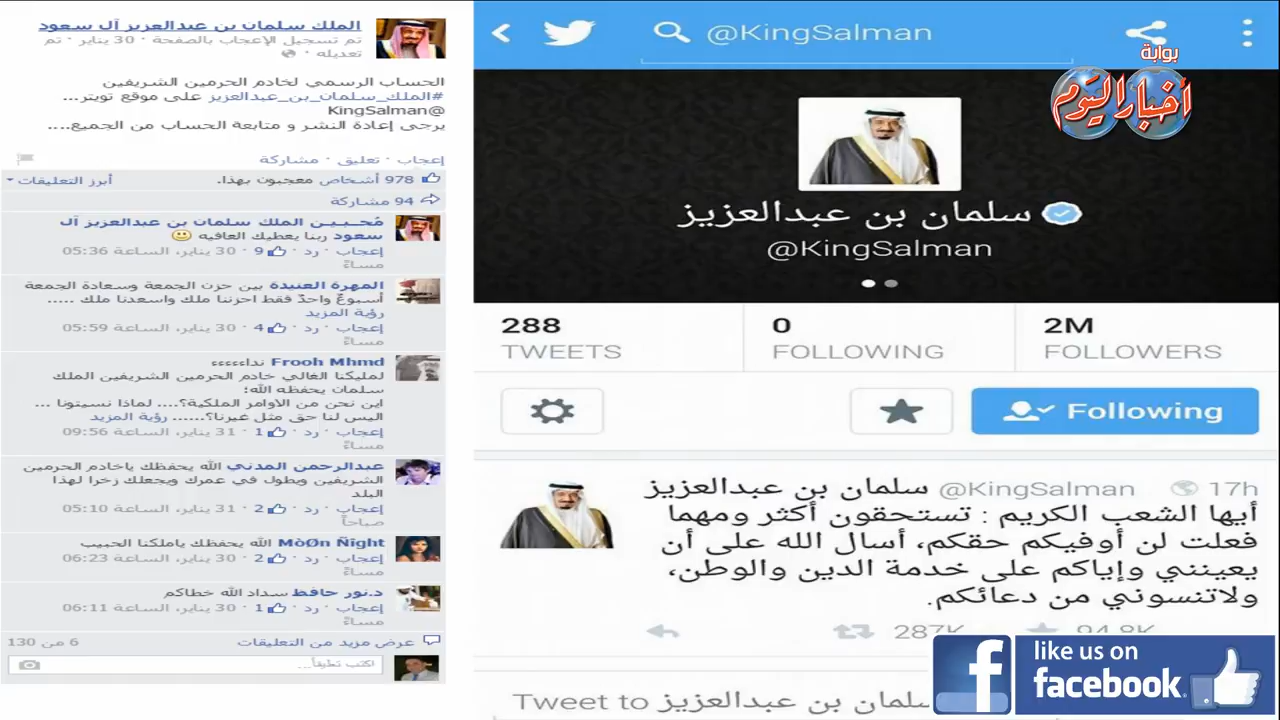 الملك سلمان بن عبدالعزيز آل سعود
تم تسجيل الإعجاب بالصفحة · 30 يناير · تم
تعديله ·
الحساب الرسمي لخادم الحرمين الشريفين
#الملك_سلمان_بن_عبدالعزيز على موقع تويتر...
@KingSalman
يرجى إعادة النشر و متابعة الحساب من الجميع....
إعجاب · تعليق · مشاركة
978 أشخاص معجبون بهذا.
أبرز التعليقات
94 مشاركة
مُحـبـيـن الملك سلمان بن عبدالعزيز آل
سعود ربنا يعطيك العافيه
إعجاب · رد · 9 · 30 يناير، الساعة 05:36
مساءً
المهرة العنيدة بين حزن الجمعة وسعادة الجمعة
أسبوعٌ واحدٌ فقط احزننا ملك واسعدنا ملك .....
رؤية المزيد
إعجاب · رد · 4 · 30 يناير، الساعة 05:59
مساءً
Frooh Mhmd نداءءءءء
لمليكنا الغالي خادم الحرمين الشريفين الملك
سلمان يحفظه الله؛
اين نحن من الاوامر الملكية؟.... لماذا نسيتونا ...
اليس لنا حق مثل غيرنا؟...... رؤية المزيد
إعجاب · رد · 1 · 31 يناير، الساعة 09:56
مساءً
عبدالرحمن المدني الله يحفظك ياخادم الحرمين
الشريفين ويطول في عمرك ويجعلك زخرا لهذا
البلد
إعجاب · رد · 2 · 31 يناير، الساعة 05:10
صباحاً
MòØn Ñîght الله يحفظك ياملكنا الحبيب
إعجاب · رد · 2 · 30 يناير، الساعة 06:23
مساءً
د.نور حافظ سداد الله خطاكم
إعجاب · رد · 1 · 30 يناير، الساعة 06:11
مساءً
عرض مزيد من التعليقات
6 من 130
اكتب تعليقاً...
@KingSalman
بوابة
أخبار اليوم
سلمان بن عبدالعزيز
@KingSalman
288 0 2M
TWEETS FOLLOWING FOLLOWERS
Following
سلمان بن عبدالعزيز @KingSalman 17h
أيها الشعب الكريم : تستحقون أكثر ومهما
فعلت لن أوفيكم حقكم، أسال الله على أن
يعينني وإياكم على خدمة الدين والوطن،
ولاتنسوني من دعائكم.
287K 94.8K
Tweet to سلمان بن عبدالعزيز
like us on
facebook